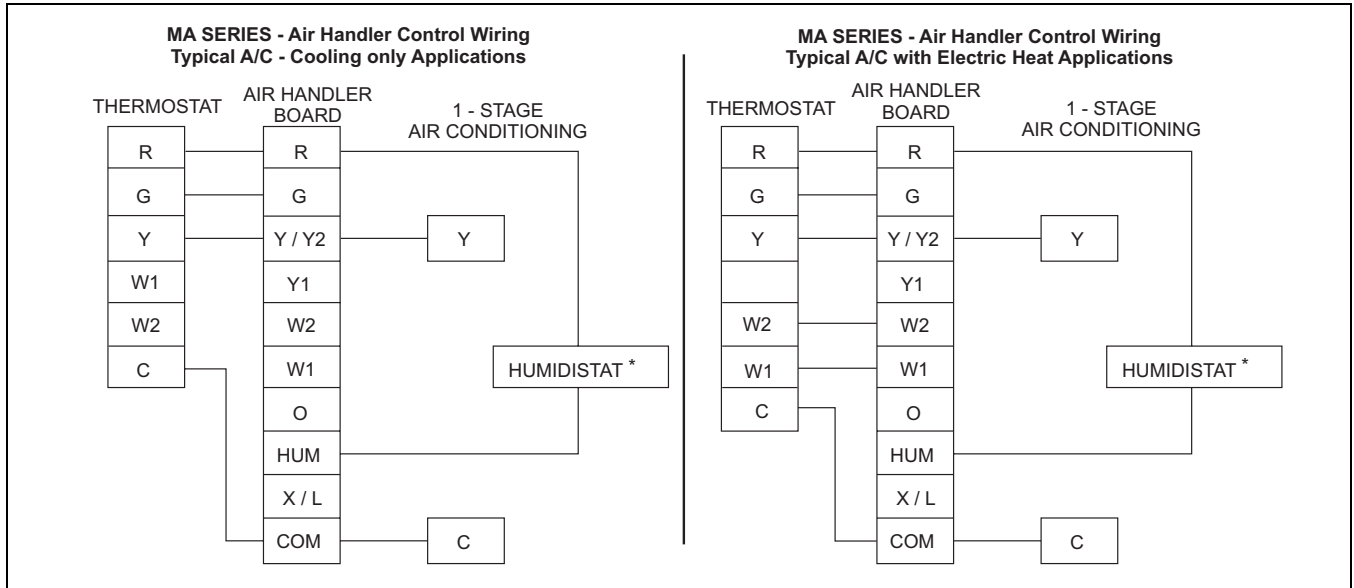 MA SERIES - Air Handler Control Wiring
Typical A/C - Cooling only Applications
THERMOSTAT
AIR HANDLER
BOARD
1 - STAGE
AIR CONDITIONING
R
G
Y
W1
W2
C
R
G
Y / Y2
Y1
W2
W1
O
HUM
X / L
COM
Y
HUMIDISTAT *
C
MA SERIES - Air Handler Control Wiring
Typical A/C with Electric Heat Applications
THERMOSTAT
AIR HANDLER
BOARD
1 - STAGE
AIR CONDITIONING
R
G
Y
W2
W1
C
R
G
Y / Y2
Y1
W2
W1
O
HUM
X / L
COM
Y
HUMIDISTAT *
C